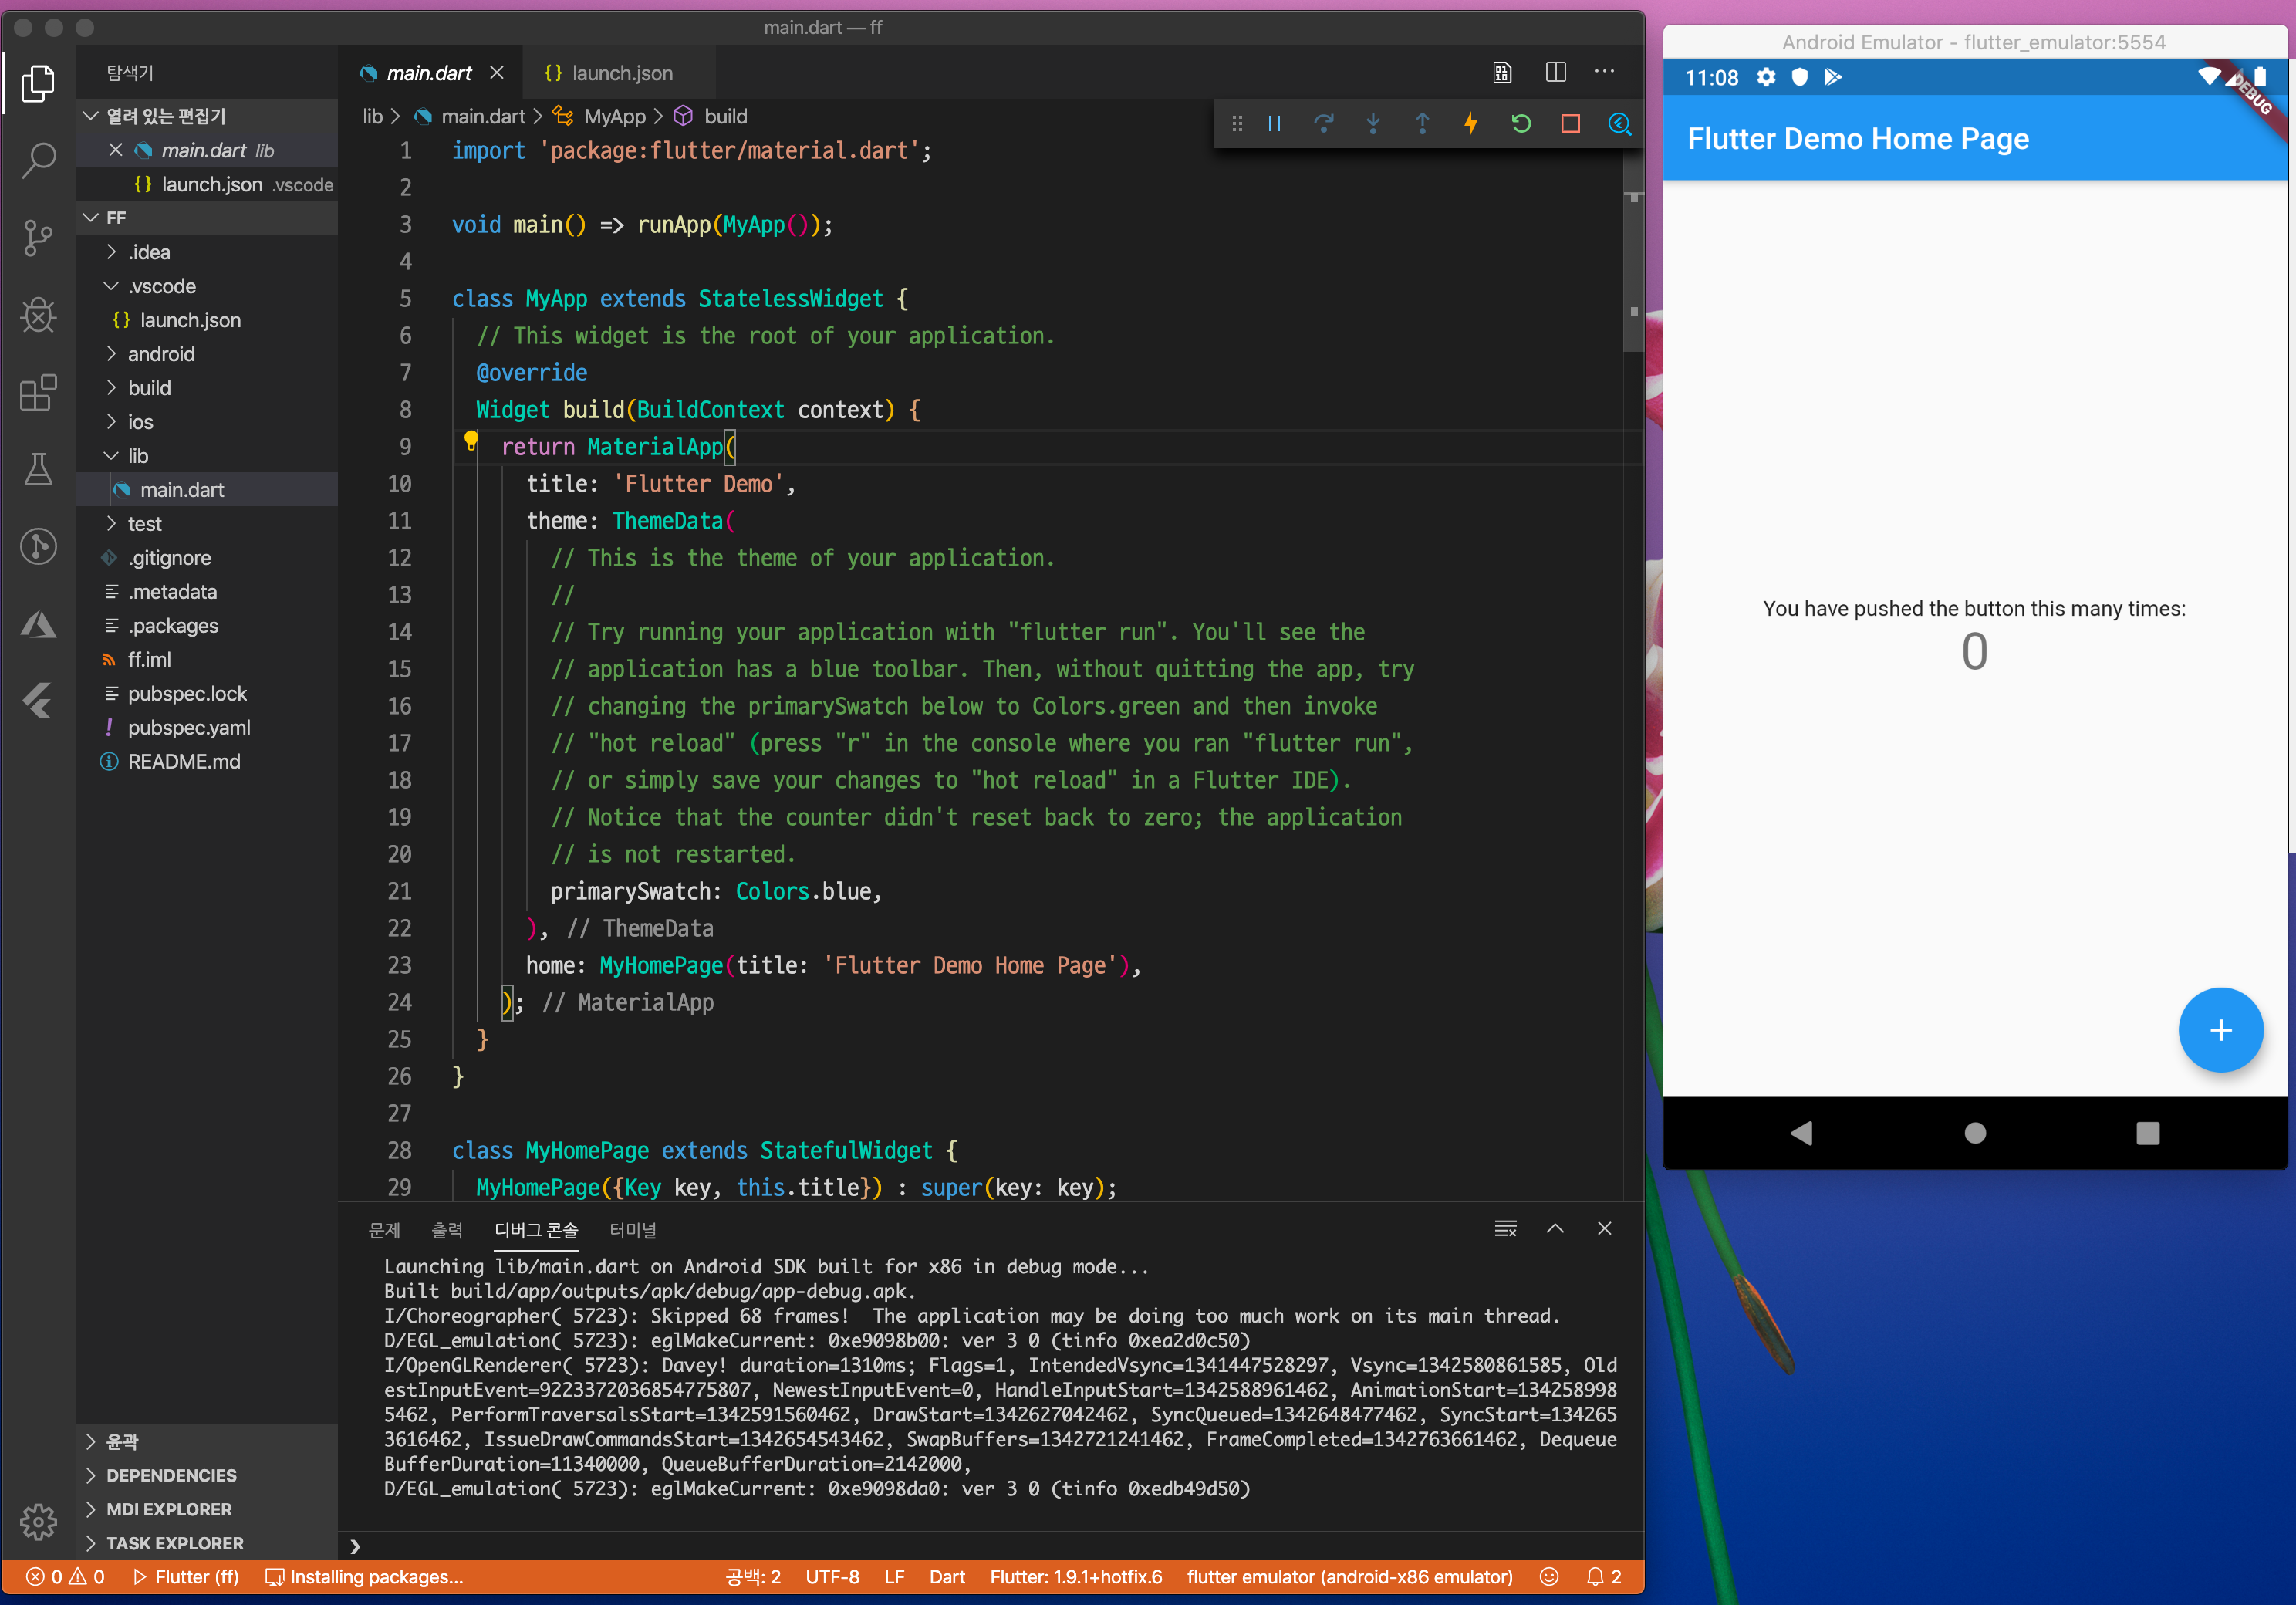 main.dart — ff
탐색기
열려 있는 편집기
main.dart lib
{} launch.json .vscode
FF
.idea
.vscode
{} launch.json
android
build
ios
lib
main.dart
test
.gitignore
.metadata
.packages
ff.iml
pubspec.lock
! pubspec.yaml
README.md
윤곽
DEPENDENCIES
MDI EXPLORER
TASK EXPLORER
main.dart
{} launch.json
lib > main.dart > MyApp > build
1 import 'package:flutter/material.dart';
2
3 void main() => runApp(MyApp());
4
5 class MyApp extends StatelessWidget {
6 // This widget is the root of your application.
7 @override
8 Widget build(BuildContext context) {
9 return MaterialApp(
10 title: 'Flutter Demo',
11 theme: ThemeData(
12 // This is the theme of your application.
13 //
14 // Try running your application with "flutter run". You'll see the
15 // application has a blue toolbar. Then, without quitting the app, try
16 // changing the primarySwatch below to Colors.green and then invoke
17 // "hot reload" (press "r" in the console where you ran "flutter run",
18 // or simply save your changes to "hot reload" in a Flutter IDE).
19 // Notice that the counter didn't reset back to zero; the application
20 // is not restarted.
21 primarySwatch: Colors.blue,
22 ), // ThemeData
23 home: MyHomePage(title: 'Flutter Demo Home Page'),
24 ); // MaterialApp
25 }
26 }
27
28 class MyHomePage extends StatefulWidget {
29 MyHomePage({Key key, this.title}) : super(key: key);
문제 출력 디버그 콘솔 터미널
Launching lib/main.dart on Android SDK built for x86 in debug mode...
Built build/app/outputs/apk/debug/app-debug.apk.
I/Choreographer( 5723): Skipped 68 frames!  The application may be doing too much work on its main thread.
D/EGL_emulation( 5723): eglMakeCurrent: 0xe9098b00: ver 3 0 (tinfo 0xea2d0c50)
I/OpenGLRenderer( 5723): Davey! duration=1310ms; Flags=1, IntendedVsync=1341447528297, Vsync=1342580861585, Old
estInputEvent=9223372036854775807, NewestInputEvent=0, HandleInputStart=1342588961462, AnimationStart=134258998
5462, PerformTraversalsStart=1342591560462, DrawStart=1342627042462, SyncQueued=1342648477462, SyncStart=134265
3616462, IssueDrawCommandsStart=1342654543462, SwapBuffers=1342721241462, FrameCompleted=1342763661462, Dequeue
BufferDuration=11340000, QueueBufferDuration=2142000,
D/EGL_emulation( 5723): eglMakeCurrent: 0xe9098da0: ver 3 0 (tinfo 0xedb49d50)
0 0 Flutter (ff) Installing packages... 공백: 2 UTF-8 LF Dart Flutter: 1.9.1+hotfix.6 flutter emulator (android-x86 emulator) 2
Android Emulator - flutter_emulator:5554
11:08
DEBUG
Flutter Demo Home Page
You have pushed the button this many times:
0